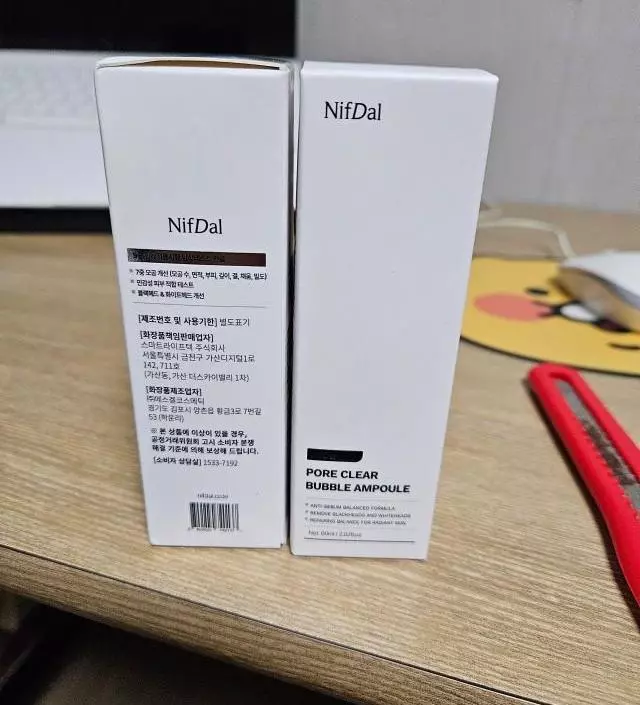 NifDal
* 7중 모공 개선 (모공 수, 면적, 부피, 깊이, 결, 채움, 밀도)
* 민감성 피부 적합 테스트
* 블랙헤드 & 화이트헤드 개선
[제조번호 및 사용기한] 별도표기
[화장품책임판매업자]
스마트라이프텍 주식회사
서울특별시 금천구 가산디지털1로
142, 711호
(가산동, 가산 더스카이밸리 1차)
[화장품제조업자]
㈜에스겔코스메틱
경기도 김포시 양촌읍 황금3로 7번길
53 (학운리)
※ 본 상품에 이상이 있을 경우,
공정거래위원회 고시 소비자 분쟁
해결 기준에 의해 보상해 드립니다.
[소비자 상담실] 1533-7192
NifDal
PORE CLEAR
BUBBLE AMPOULE
* ANTI-SEBUM BALANCED FORMULA
* REMOVE BLACKHEADS AND WHITEHEADS
* REPAIRING BALANCE FOR RADIANT SKIN